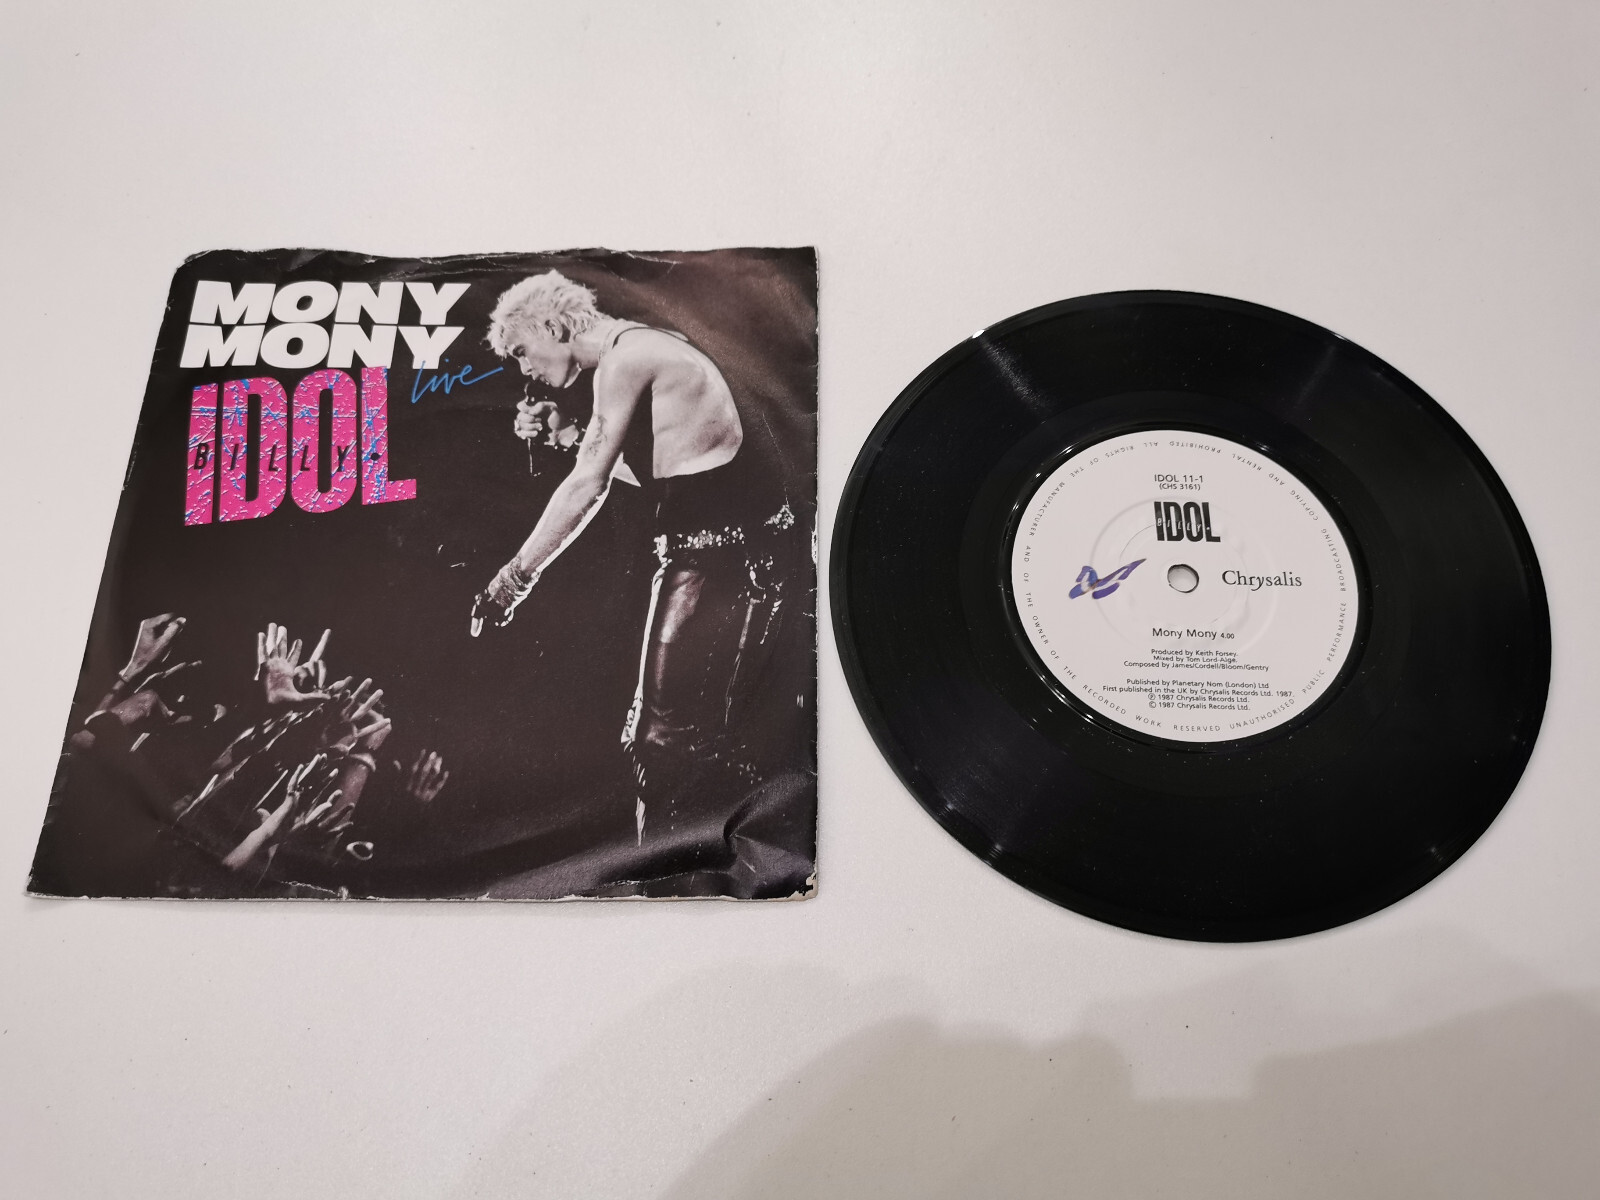 MONY
MONY
Live
IDOL
BILLY•
IDOL 11-1
(CHS 3161)
IDOL
BILLY•
Chrysalis
Mony Mony 4.00
Produced by Keith Forsey.
Mixed by Tom Lord-Alge.
Composed by James/Cordell/Bloom/Gentry
Published by Planetary Nom (London) Ltd
First published in the UK by Chrysalis Records Ltd. 1987.
℗ 1987 Chrysalis Records Ltd.
© 1987 Chrysalis Records Ltd.
ALL RIGHTS OF THE MANUFACTURER AND OF THE OWNER OF THE RECORDED WORK RESERVED UNAUTHORISED PUBLIC PERFORMANCE BROADCASTING COPYING AND RENTAL PROHIBITED